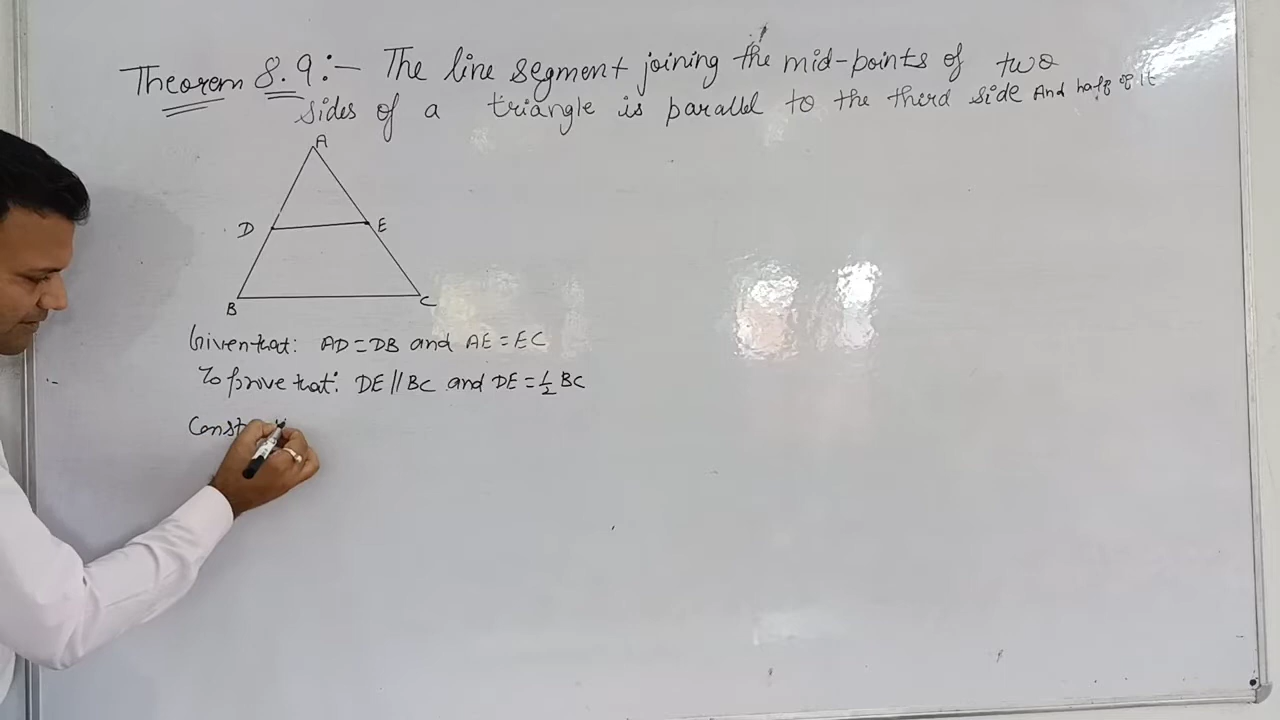 Theorem 8.9:- The line segment joining the mid-points of two
sides of a triangle is parallel to the third side And half of it
A
D E
B C
Given that: AD = DB and AE = EC
To prove that: DE // BC and DE = 1/2 BC
Const